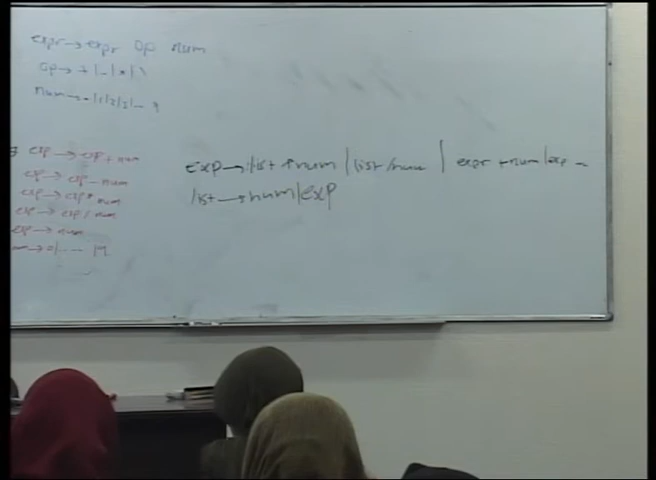 expr → expr op num
op → + | - | * | \
num → 0 | 1 | 2 | 3 | - 9
exp → exp + num
exp → exp - num
exp → exp * num
exp → exp / num
exp → num
exp → list * num | list / num | expr + num | exp -
list → num | exp